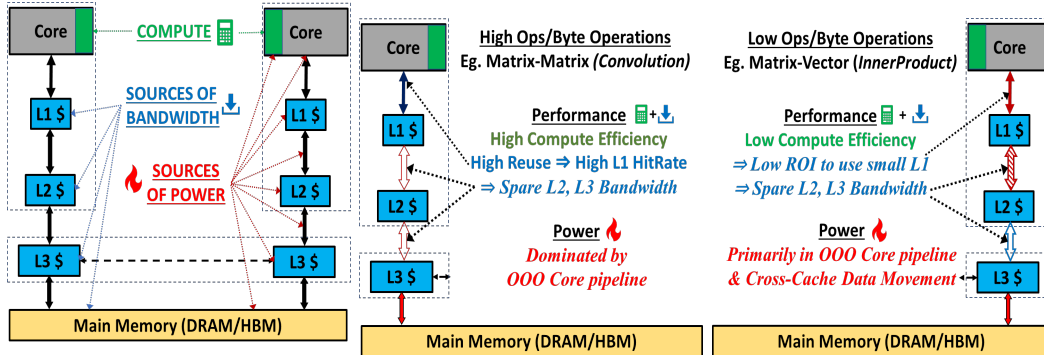 Core
COMPUTE
Core
L1 $
SOURCES OF
BANDWIDTH
L1 $
L2 $
SOURCES
OF POWER
L2 $
L3 $
L3 $
Main Memory (DRAM/HBM)
Core
High Ops/Byte Operations
Eg. Matrix-Matrix (Convolution)
Performance +
High Compute Efficiency
L1 $
High Reuse ⇒ High L1 HitRate
⇒ Spare L2, L3 Bandwidth
L2 $
Power
Dominated by
OOO Core pipeline
L3 $
Main Memory (DRAM/HBM)
Low Ops/Byte Operations
Eg. Matrix-Vector (InnerProduct)
Core
Performance +
Low Compute Efficiency
L1 $
⇒ Low ROI to use small L1
⇒ Spare L2, L3 Bandwidth
L2 $
Power
Primarily in OOO Core pipeline
& Cross-Cache Data Movement
L3 $
Main Memory (DRAM/HBM)